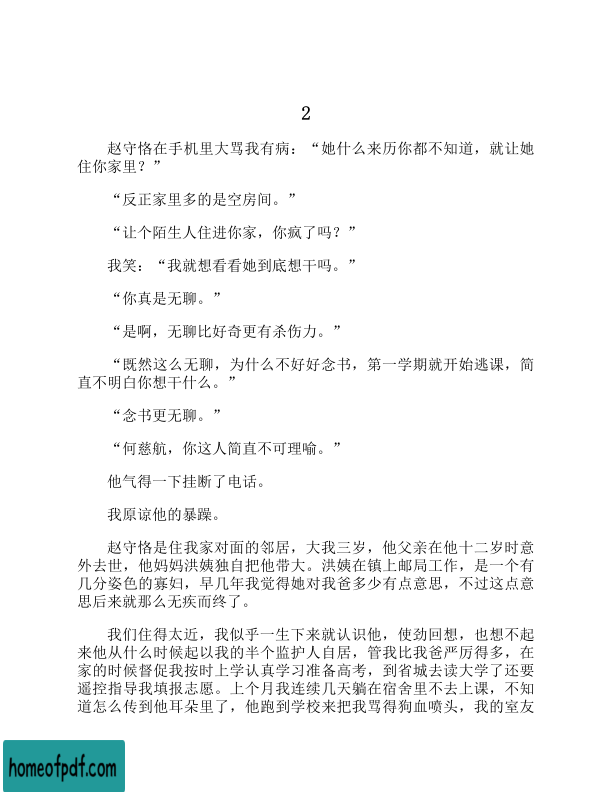 2
赵守恪在手机里大骂我有病：“她什么来历你都不知道，就让她
住你家里？”
“反正家里多的是空房间。”
“让个陌生人住进你家，你疯了吗？”
我笑：“我就想看看她到底想干吗。”
“你真是无聊。”
“是啊，无聊比好奇更有杀伤力。”
“既然这么无聊，为什么不好好念书，第一学期就开始逃课，简
直不明白你想干什么。”
“念书更无聊。”
“何慈航，你这人简直不可理喻。”
他气得一下挂断了电话。
我原谅他的暴躁。
赵守恪是住我家对面的邻居，大我三岁，他父亲在他十二岁时意
外去世，他妈妈洪姨独自把他带大。洪姨在镇上邮局工作，是一个有
几分姿色的寡妇，早几年我觉得她对我爸多少有点意思，不过这点意
思后来就那么无疾而终了。
我们住得太近，我似乎一生下来就认识他，使劲回想，也想不起
来他从什么时候起以我的半个监护人自居，管我比我爸严厉得多，在
家的时候督促我按时上学认真学习准备高考，到省城去读大学了还要
遥控指导我填报志愿。上个月我连续几天躺在宿舍里不去上课，不知
道怎么传到他耳朵里了，他跑到学校来把我骂得狗血喷头，我的室友
homeofpdf.com